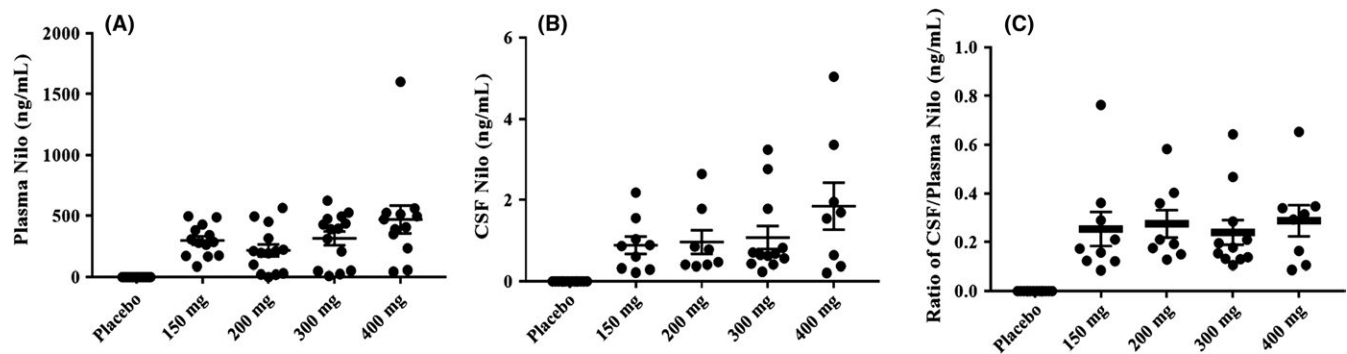 (A)
Plasma Nilo (ng/mL)
2000
1500
1000
500
0
Placebo
150 mg
200 mg
300 mg
400 mg
(B)
CSF Nilo (ng/mL)
6
4
2
0
Placebo
150 mg
200 mg
300 mg
400 mg
(C)
Ratio of CSF/Plasma Nilo (ng/mL)
1.0
0.8
0.6
0.4
0.2
0.0
Placebo
150 mg
200 mg
300 mg
400 mg